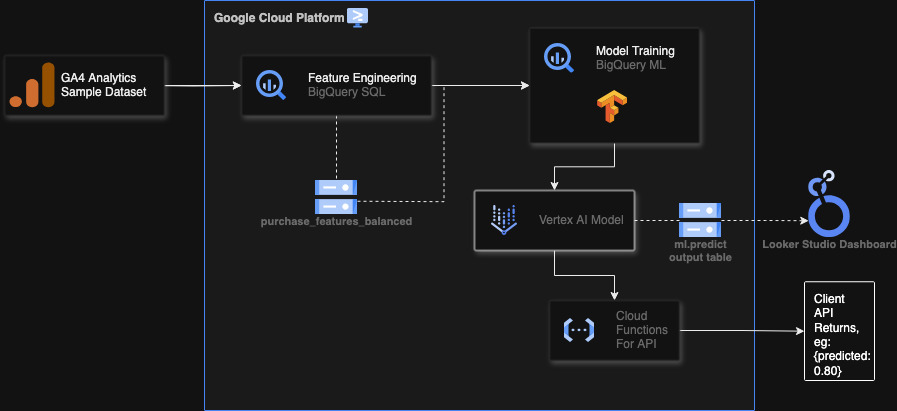 Google Cloud Platform
GA4 Analytics
Sample Dataset
Feature Engineering
BigQuery SQL
Model Training
BigQuery ML
purchase_features_balanced
Vertex AI Model
ml.predict
output table
Looker Studio Dashboard
Cloud
Functions
For API
Client
API
Returns,
eg:
{predicted:
0.80}